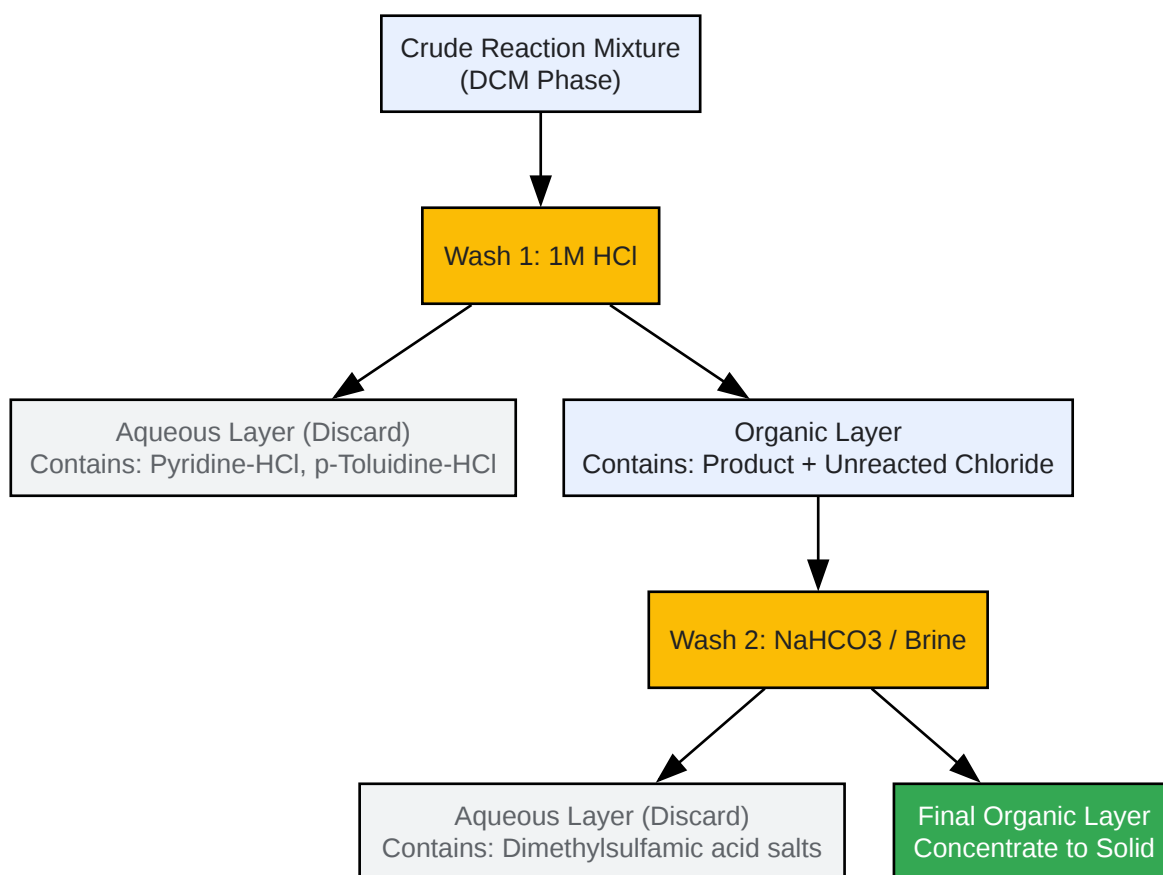 Crude Reaction Mixture
(DCM Phase)
Wash 1: 1M HCl
Aqueous Layer (Discard)
Contains: Pyridine-HCl, p-Toluidine-HCl
Organic Layer
Contains: Product + Unreacted Chloride
Wash 2: NaHCO3 / Brine
Aqueous Layer (Discard)
Contains: Dimethylsulfamic acid salts
Final Organic Layer
Concentrate to Solid